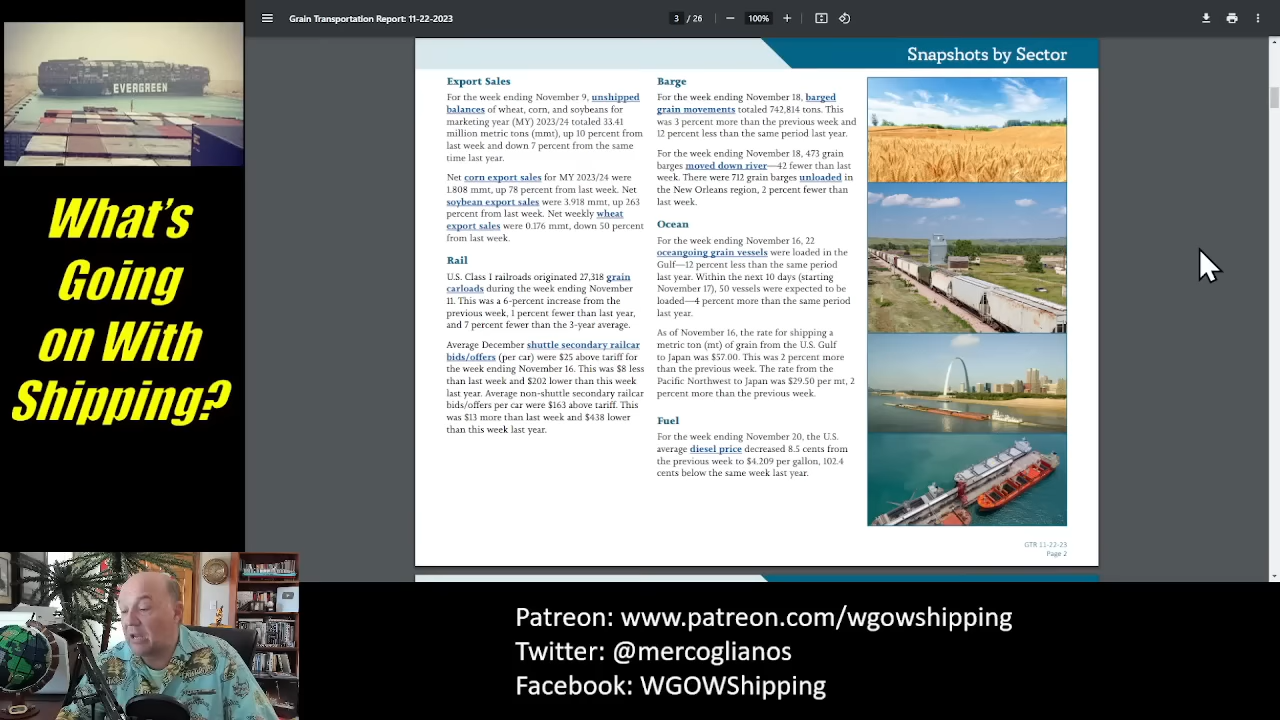 Grain Transportation Report: 11-22-2023
3 / 26
100%
EVERGREEN
What's
Going
on With
Shipping?
Snapshots by Sector
Export Sales
For the week ending November 9, unshipped
balances of wheat, corn, and soybeans for
marketing year (MY) 2023/24 totaled 33.41
million metric tons (mmt), up 10 percent from
last week and down 7 percent from the same
time last year.
Net corn export sales for MY 2023/24 were
1.808 mmt, up 78 percent from last week. Net
soybean export sales were 3.918 mmt, up 263
percent from last week. Net weekly wheat
export sales were 0.176 mmt, down 50 percent
from last week.
Rail
U.S. Class I railroads originated 27,318 grain
carloads during the week ending November
11. This was a 6-percent increase from the
previous week, 1 percent fewer than last year,
and 7 percent fewer than the 3-year average.
Average December shuttle secondary railcar
bids/offers (per car) were $25 above tariff for
the week ending November 16. This was $8 less
than last week and $202 lower than this week
last year. Average non-shuttle secondary railcar
bids/offers per car were $163 above tariff. This
was $13 more than last week and $438 lower
than this week last year.
Barge
For the week ending November 18, barged
grain movements totaled 742,814 tons. This
was 3 percent more than the previous week and
12 percent less than the same period last year.
For the week ending November 18, 473 grain
barges moved down river—42 fewer than last
week. There were 712 grain barges unloaded in
the New Orleans region, 2 percent fewer than
last week.
Ocean
For the week ending November 16, 22
oceangoing grain vessels were loaded in the
Gulf—12 percent less than the same period
last year. Within the next 10 days (starting
November 17), 50 vessels were expected to be
loaded—4 percent more than the same period
last year.
As of November 16, the rate for shipping a
metric ton (mt) of grain from the U.S. Gulf
to Japan was $57.00. This was 2 percent more
than the previous week. The rate from the
Pacific Northwest to Japan was $29.50 per mt, 2
percent more than the previous week.
Fuel
For the week ending November 20, the U.S.
average diesel price decreased 8.5 cents from
the previous week to $4.209 per gallon, 102.4
cents below the same week last year.
GTR 11-22-23
Page 2
Patreon: www.patreon.com/wgowshipping
Twitter: @mercoglianos
Facebook: WGOWShipping